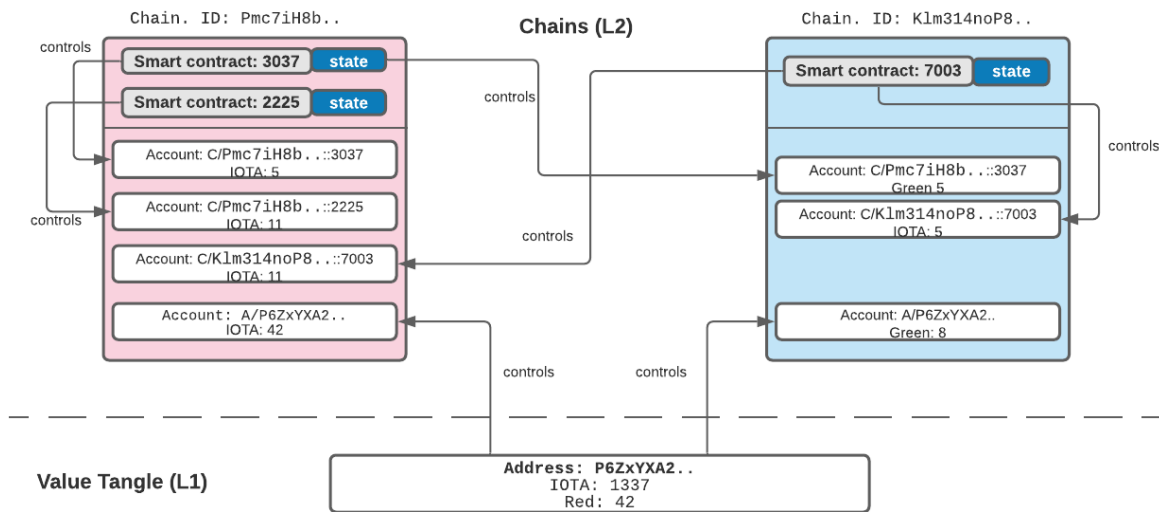 Chain. ID: Pmc7iH8b..
Chains (L2)
Chain. ID: Klm314noP8..
controls
Smart contract: 3037
state
Smart contract: 2225
state
controls
Smart contract: 7003
state
controls
Account: C/Pmc7iH8b..::3037
IOTA: 5
Account: C/Pmc7iH8b..::2225
IOTA: 11
controls
Account: C/Klm314noP8..::7003
IOTA: 11
controls
Account: A/P6ZxYXA2..
IOTA: 42
Account: C/Pmc7iH8b..::3037
Green 5
Account: C/Klm314noP8..::7003
IOTA: 5
Account: A/P6ZxYXA2..
Green: 8
controls
controls
Value Tangle (L1)
Address: P6ZxYXA2..
IOTA: 1337
Red: 42